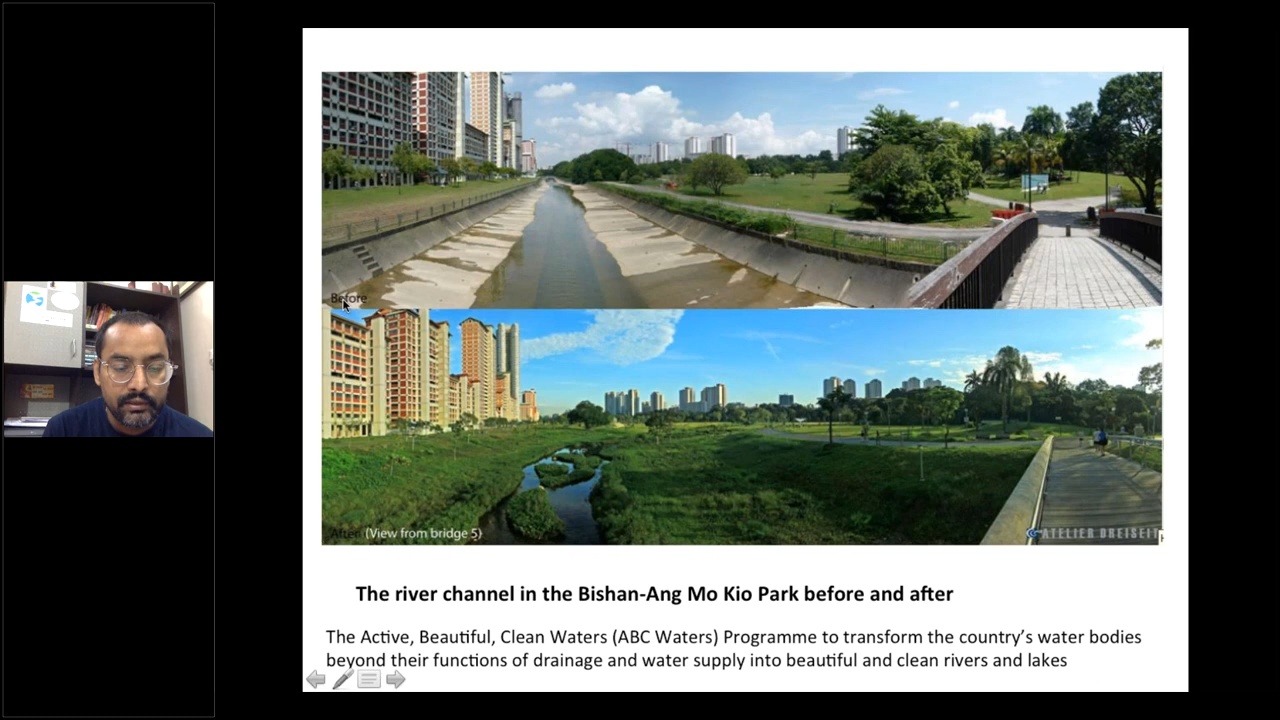 Before
After (View from bridge 5)
ATELIER DREISEITL
The river channel in the Bishan-Ang Mo Kio Park before and after
The Active, Beautiful, Clean Waters (ABC Waters) Programme to transform the country's water bodies
beyond their functions of drainage and water supply into beautiful and clean rivers and lakes